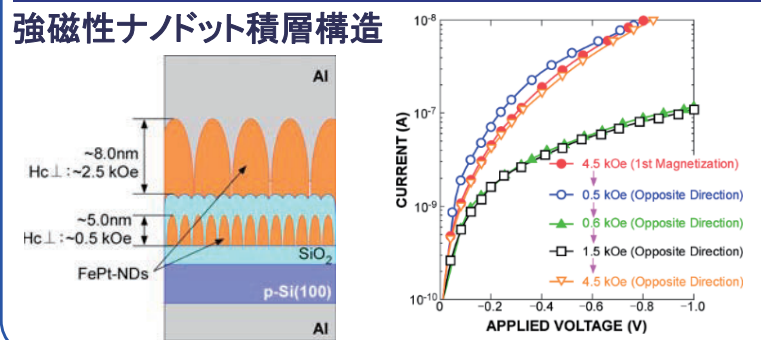 強磁性ナノドット積層構造
Al
~8.0nm
Hc⊥:~2.5 kOe
~5.0nm
Hc⊥:~0.5 kOe
SiO2
FePt-NDs
p-Si(100)
Al
CURRENT (A)
10-8
10-7
10-9
10-10
4.5 kOe (1st Magnetization)
0.5 kOe (Opposite Direction)
0.6 kOe (Opposite Direction)
1.5 kOe (Opposite Direction)
4.5 kOe (Opposite Direction)
0 −0.2 −0.4 −0.6 −0.8 −1.0
APPLIED VOLTAGE (V)